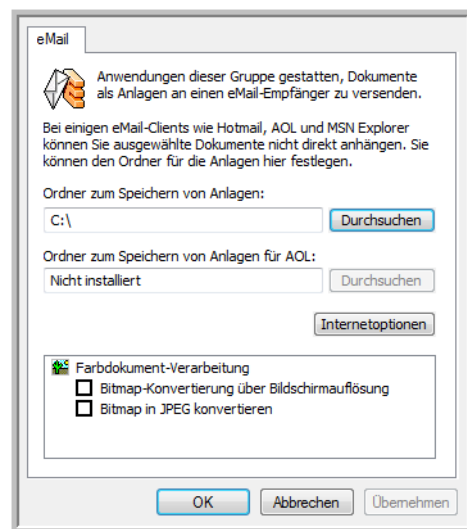 eMail
Anwendungen dieser Gruppe gestatten, Dokumente
als Anlagen an einen eMail-Empfänger zu versenden.
Bei einigen eMail-Clients wie Hotmail, AOL und MSN Explorer
können Sie ausgewählte Dokumente nicht direkt anhängen. Sie
können den Ordner für die Anlagen hier festlegen.
Ordner zum Speichern von Anlagen:
C:\
Durchsuchen
Ordner zum Speichern von Anlagen für AOL:
Nicht installiert
Durchsuchen
Internetoptionen
Farbdokument-Verarbeitung
Bitmap-Konvertierung über Bildschirmauflösung
Bitmap in JPEG konvertieren
OK
Abbrechen
Übernehmen